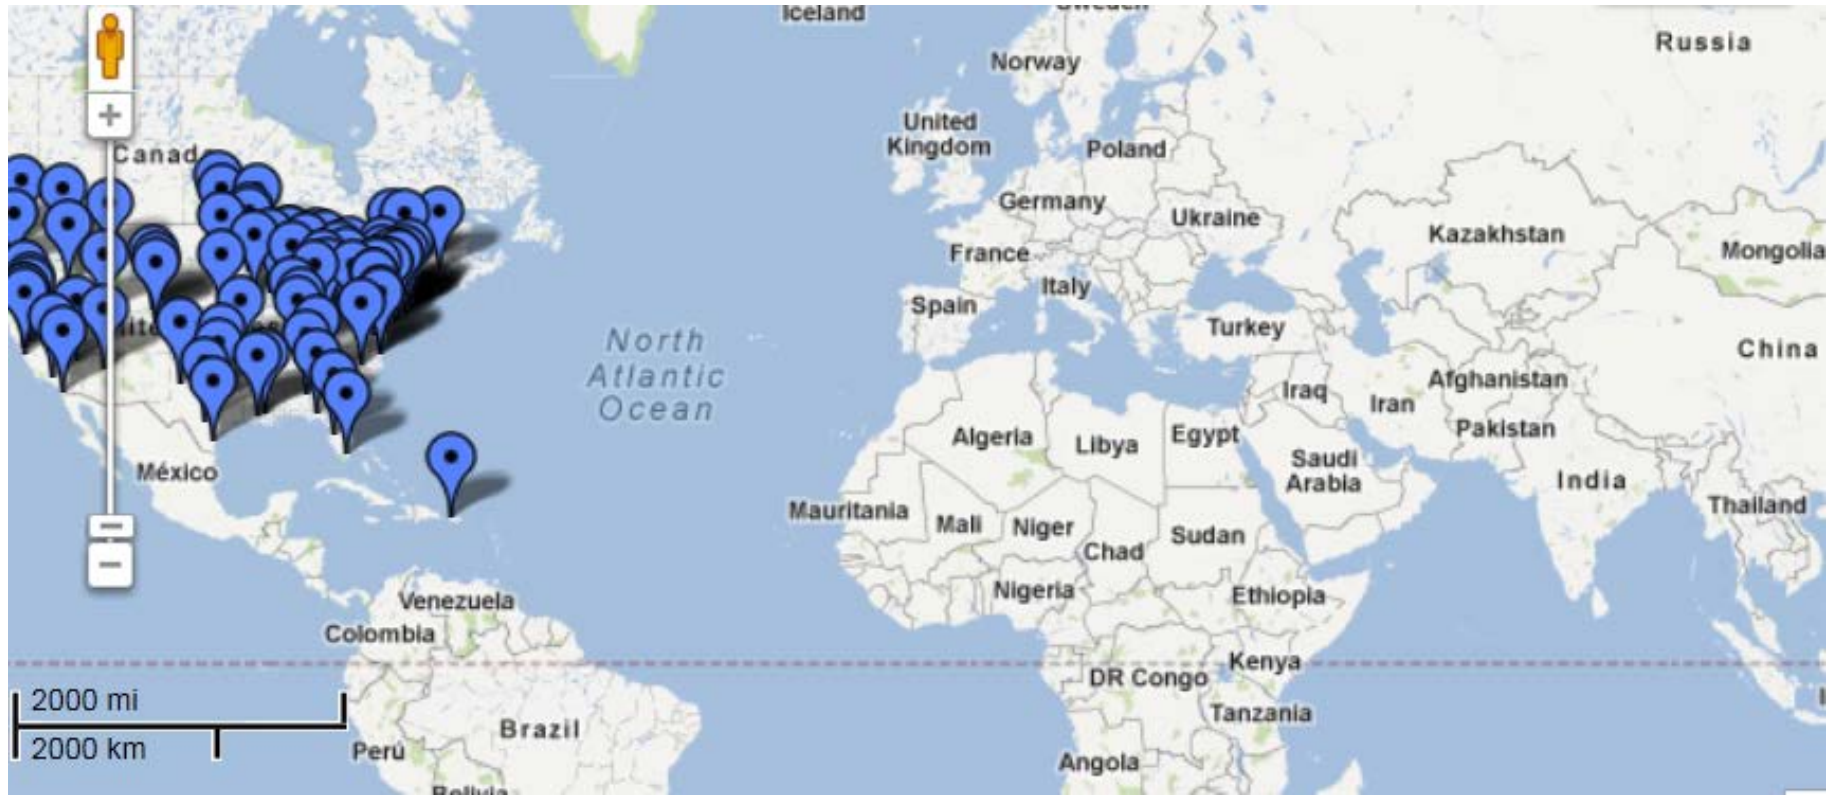 Iceland
Sweden
Norway
Russia
United
Kingdom
Poland
Canad
Germany
Ukraine
Kazakhstan
Mongolia
France
Italy
Spain
Turkey
North
Atlantic
Ocean
China
Iraq
Iran
Afghanistan
Pakistan
Algeria
Libya
Egypt
Saudi
Arabia
India
México
Mauritania
Mali
Niger
Chad
Sudan
Thailand
Nigeria
Ethiopia
Venezuela
Colombia
Kenya
DR Congo
Tanzania
2000 mi
2000 km
Brazil
Perú
Angola
Bolivia